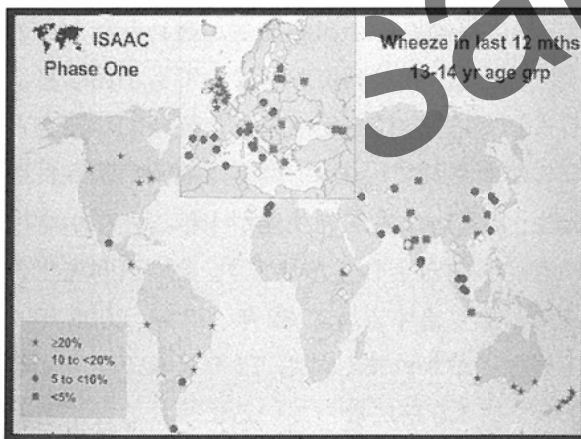 ISAAC
Phase One
Wheeze in last 12 mths
13-14 yr age grp
≥20%
10 to <20%
5 to <10%
<5%